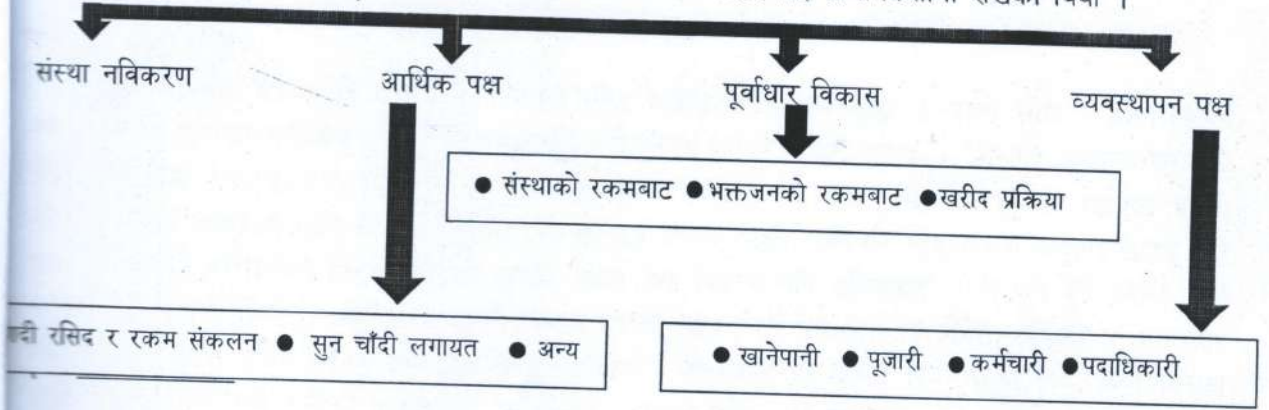 संस्था नविकरण
आर्थिक पक्ष
पूर्वाधार विकास
व्यवस्थापन पक्ष
● संस्थाको रकमबाट ● भक्तजनको रकमबाट ● खरीद प्रक्रिया
रसिद र रकम संकलन ● सुन चाँदी लगायत ● अन्य
● खानेपानी ● पूजारी ● कर्मचारी ● पदाधिकारी